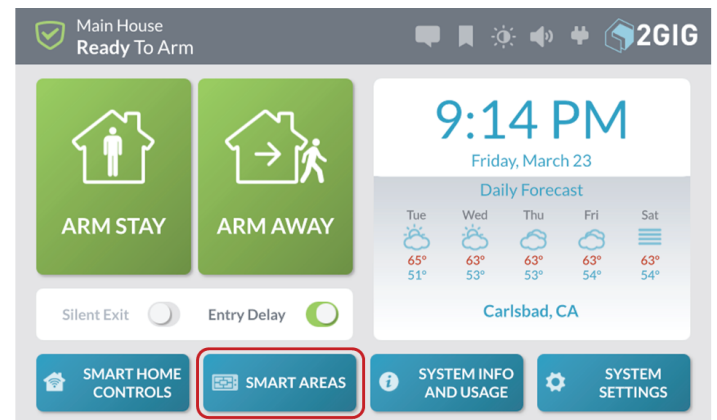 Main House
Ready To Arm
2GIG
ARM STAY
ARM AWAY
Silent Exit
Entry Delay
9:14 PM
Friday, March 23
Daily Forecast
Tue Wed Thu Fri Sat
65° 63° 63° 63° 63°
51° 53° 53° 54° 54°
Carlsbad, CA
SMART HOME
CONTROLS
SMART AREAS
SYSTEM INFO
AND USAGE
SYSTEM
SETTINGS